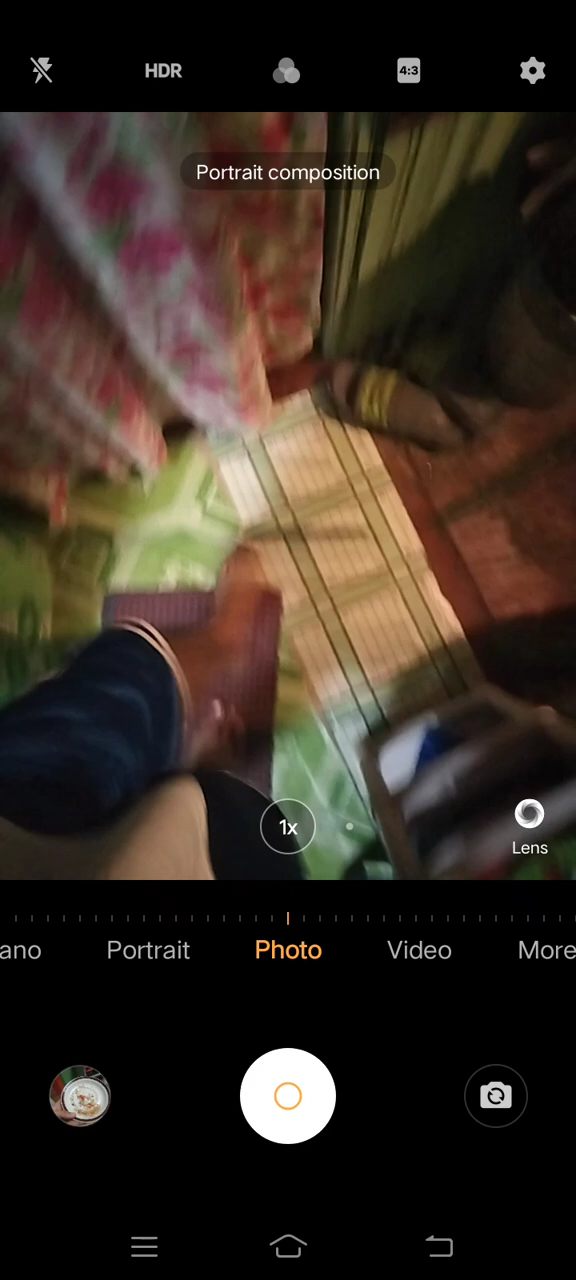 HDR
4:3
Portrait composition
1x
Lens
ano Portrait Photo Video More